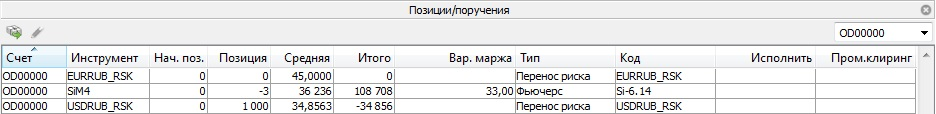 Позиции/поручения
OD00000
Счет Инструмент Нач. поз. Позиция Средняя Итого Вар. маржа Тип Код Исполнить Пром.клиринг
OD00000 EURRUB_RSK 0 0 45,0000 0 Перенос риска EURRUB_RSK
OD00000 SiM4 0 -3 36 236 108 708 33,00 Фьючерс Si-6.14
OD00000 USDRUB_RSK 0 1 000 34,8563 -34 856 Перенос риска USDRUB_RSK